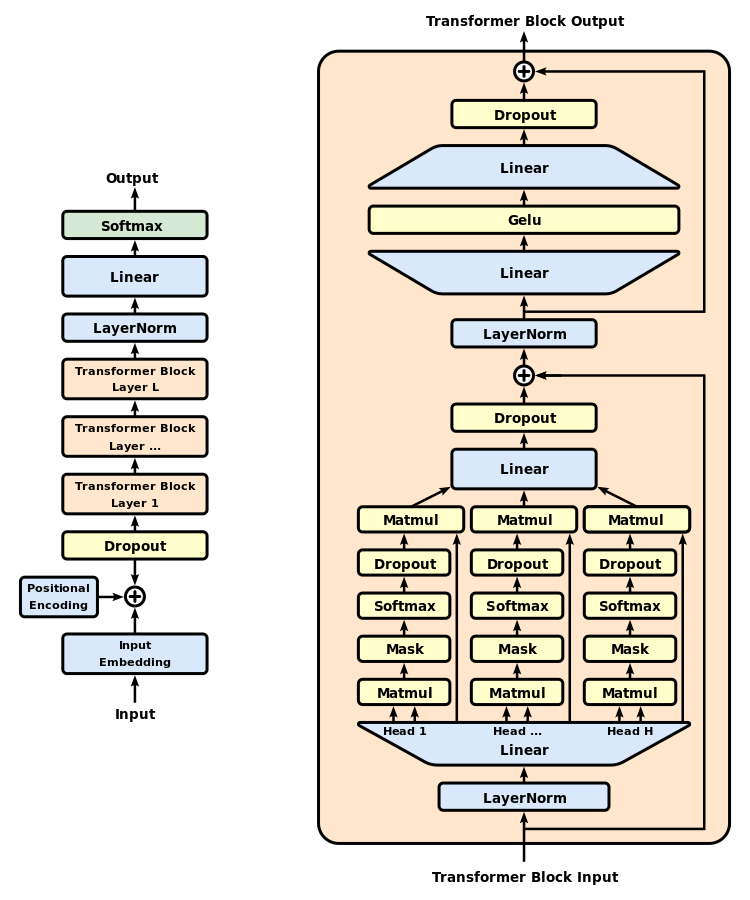 Output
Softmax
Linear
LayerNorm
Transformer Block
Layer L
Transformer Block
Layer ...
Transformer Block
Layer 1
Dropout
Positional
Encoding
Input
Embedding
Input
Transformer Block Output
Dropout
Linear
Gelu
Linear
LayerNorm
Dropout
Linear
Matmul Matmul Matmul
Dropout Dropout Dropout
Softmax Softmax Softmax
Mask Mask Mask
Matmul Matmul Matmul
Head 1 Head ... Head H
Linear
LayerNorm
Transformer Block Input